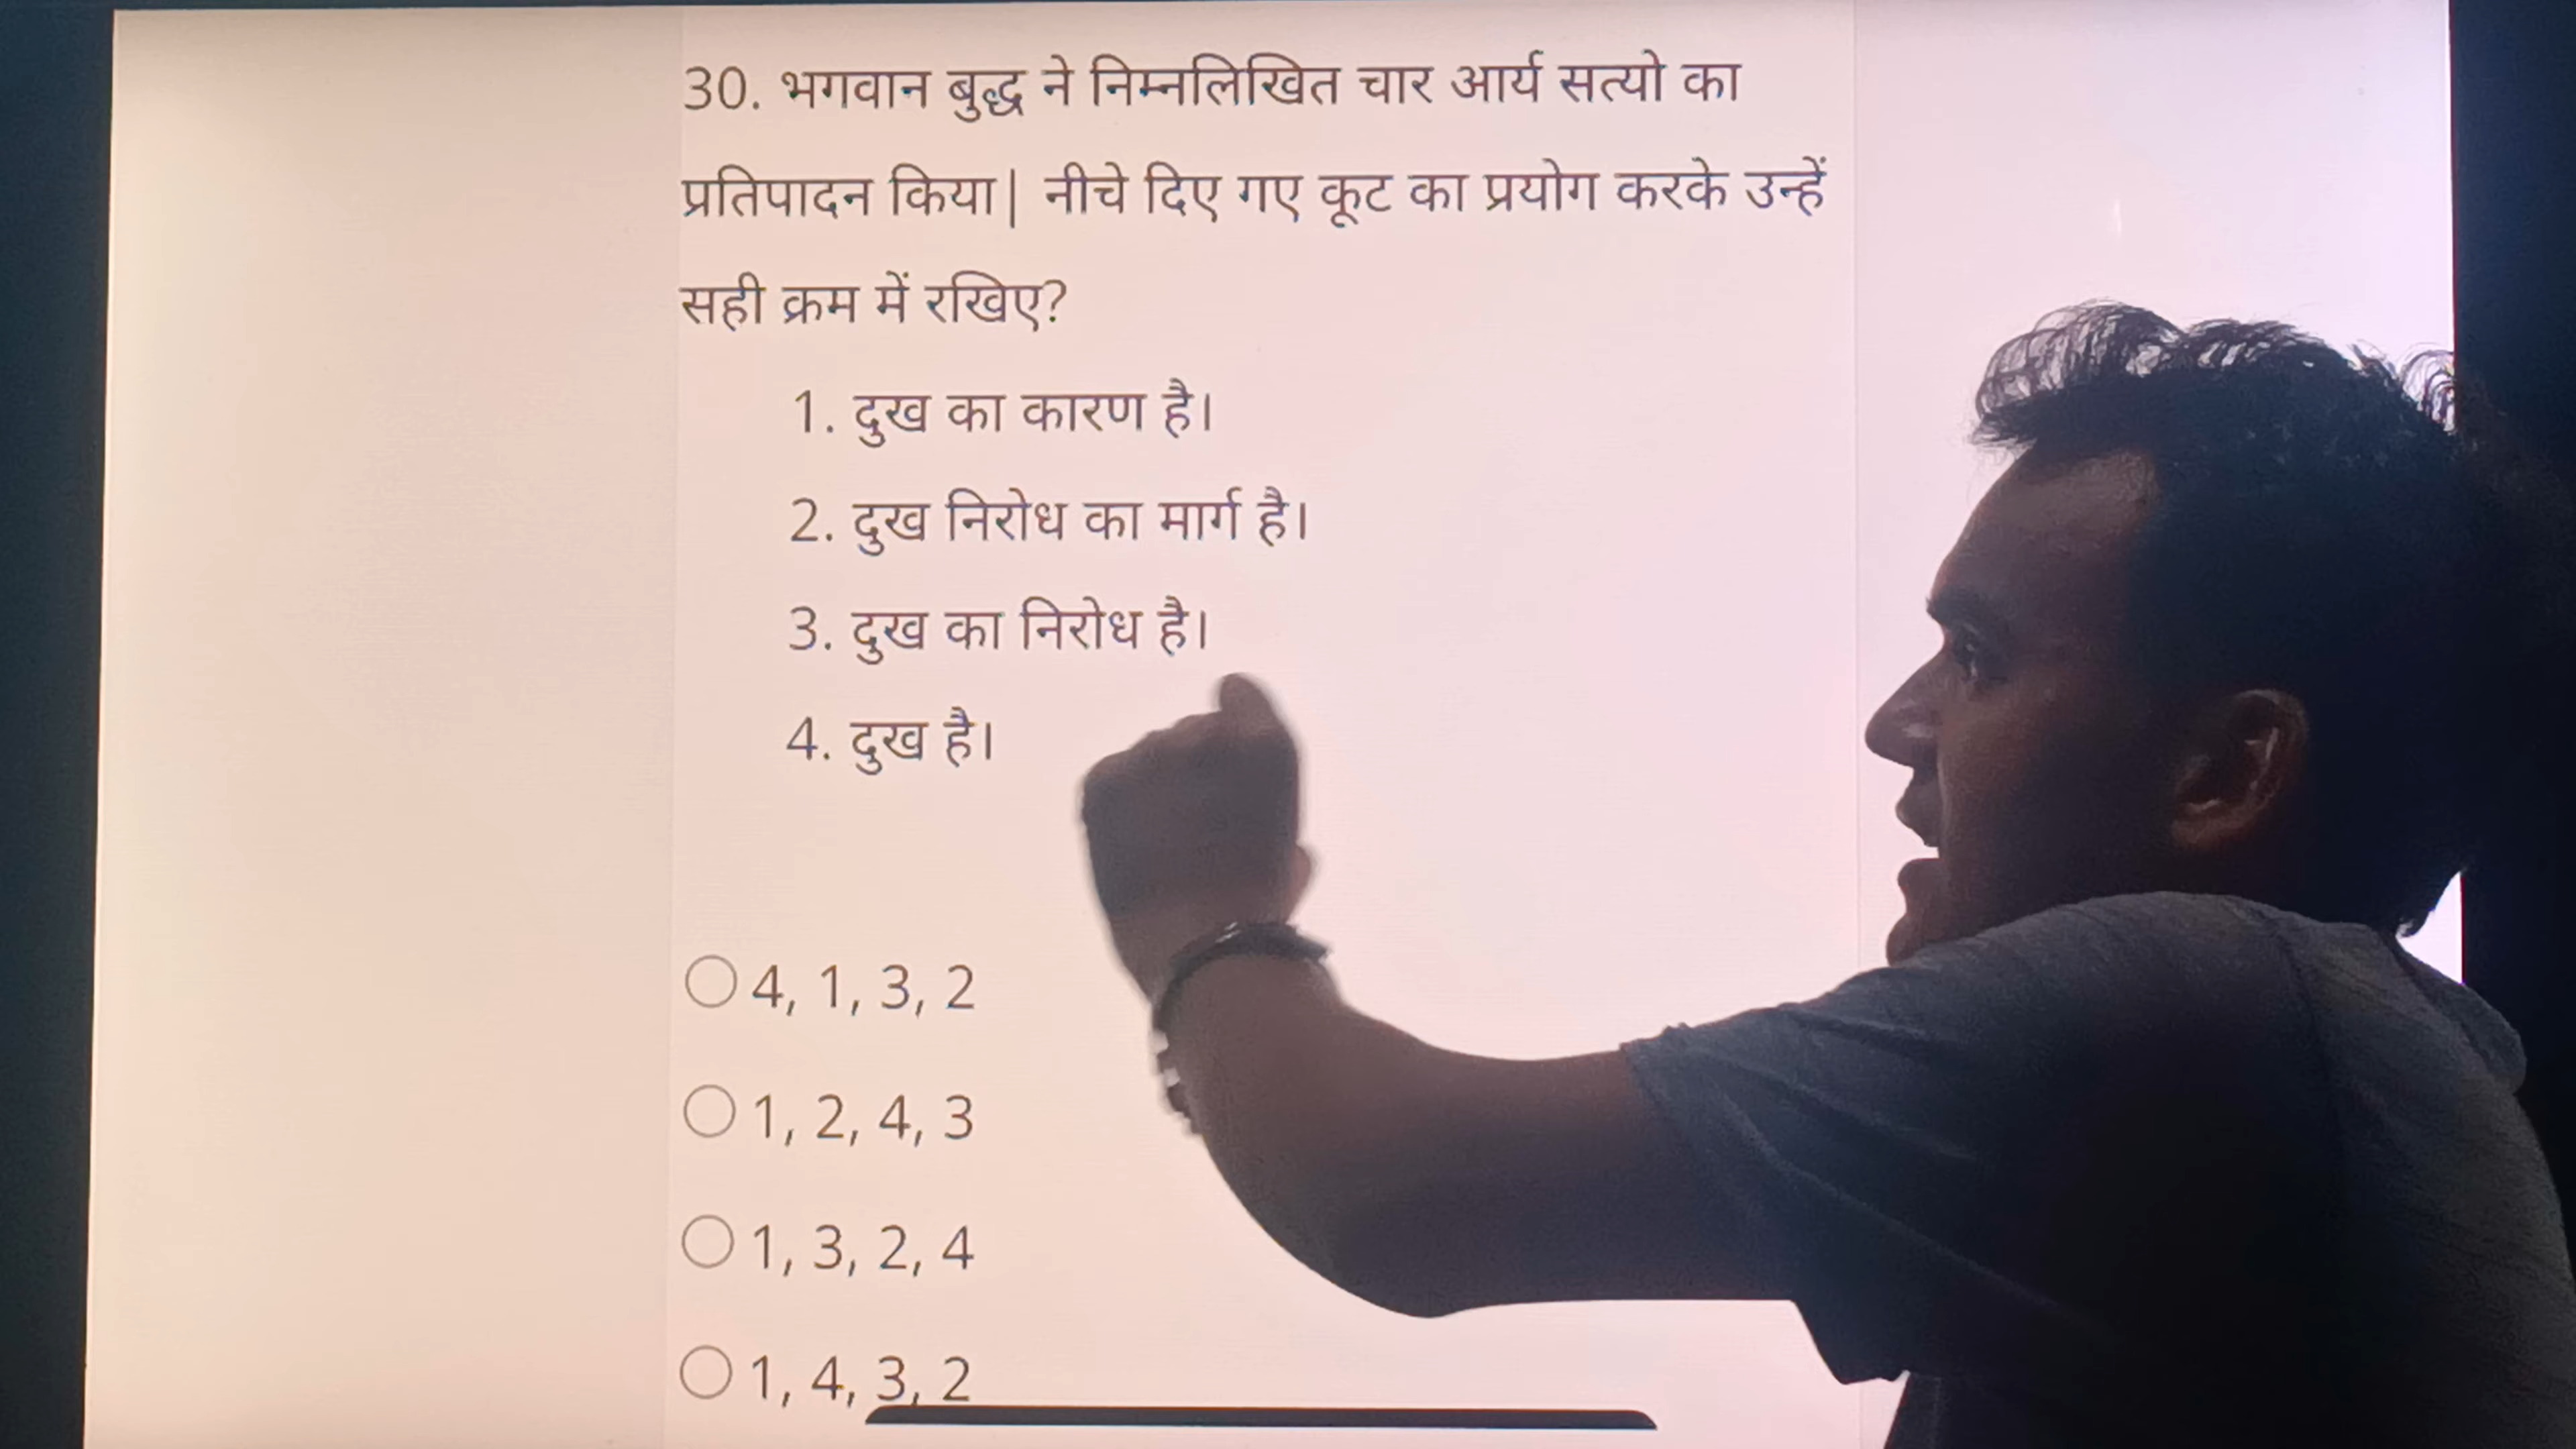 30. भगवान बुद्ध ने निम्नलिखित चार आर्य सत्यो का
प्रतिपादन किया| नीचे दिए गए कूट का प्रयोग करके उन्हें
सही क्रम में रखिए?
1. दुख का कारण है।
2. दुख निरोध का मार्ग है।
3. दुख का निरोध है।
4. दुख है।
4, 1, 3, 2
1, 2, 4, 3
1, 3, 2, 4
1, 4, 3, 2